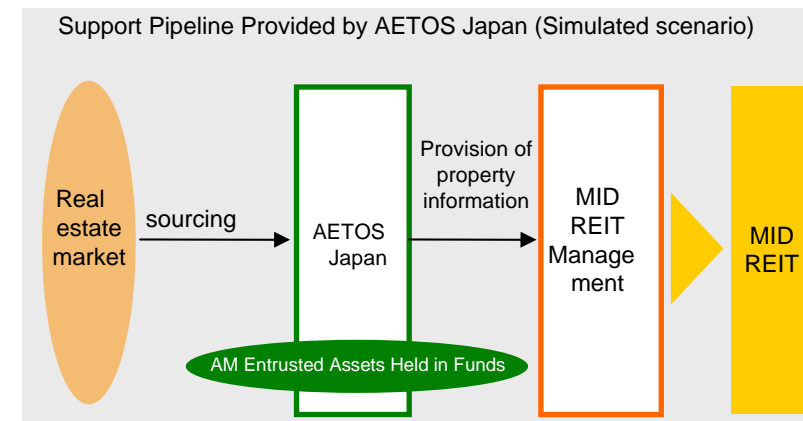 Support Pipeline Provided by AETOS Japan (Simulated scenario)
Real
estate
market
sourcing
AETOS
Japan
Provision of
property
information
MID
REIT
Manage
ment
MID
REIT
AM Entrusted Assets Held in Funds